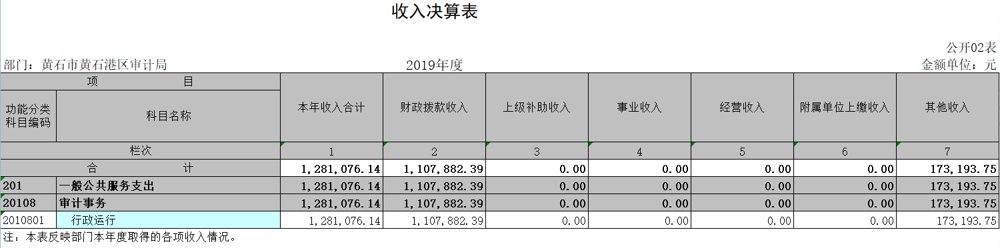 收入决算表
公开02表
部门：黄石市黄石港区审计局 2019年度 金额单位：元
项 目 本年收入合计 财政拨款收入 上级补助收入 事业收入 经营收入 附属单位上缴收入 其他收入
功能分类科目编码 科目名称
栏次 1 2 3 4 5 6 7
合 计 1,281,076.14 1,107,882.39 0.00 0.00 0.00 0.00 173,193.75
201 一般公共服务支出 1,281,076.14 1,107,882.39 0.00 0.00 0.00 0.00 173,193.75
20108 审计事务 1,281,076.14 1,107,882.39 0.00 0.00 0.00 0.00 173,193.75
2010801 行政运行 1,281,076.14 1,107,882.39 0.00 0.00 0.00 0.00 173,193.75
注：本表反映部门本年度取得的各项收入情况。